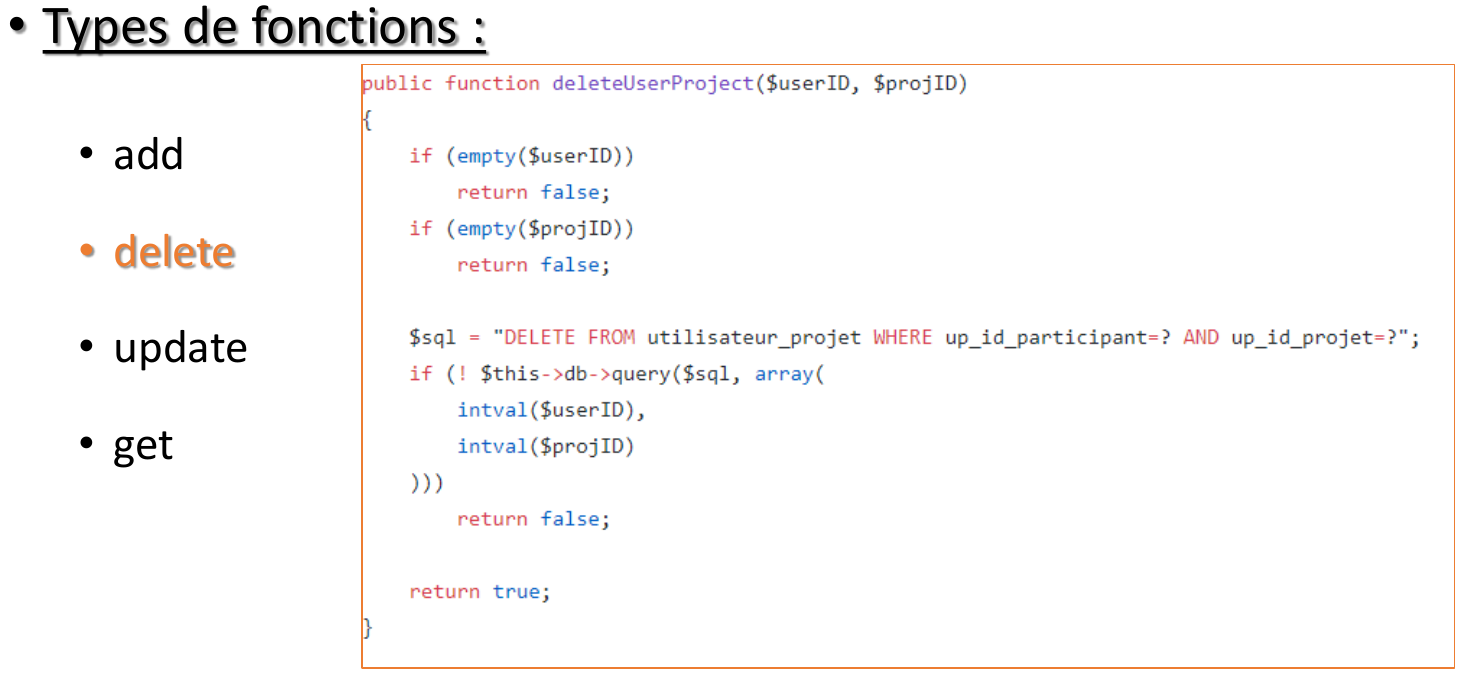 • Types de fonctions :
• add
• delete
• update
• get
public function deleteUserProject($userID, $projID)
{
    if (empty($userID))
        return false;
    if (empty($projID))
        return false;
    $sql = "DELETE FROM utilisateur_projet WHERE up_id_participant=? AND up_id_projet=?";
    if (! $this->db->query($sql, array(
        intval($userID),
        intval($projID)
    )))
        return false;
    return true;
}